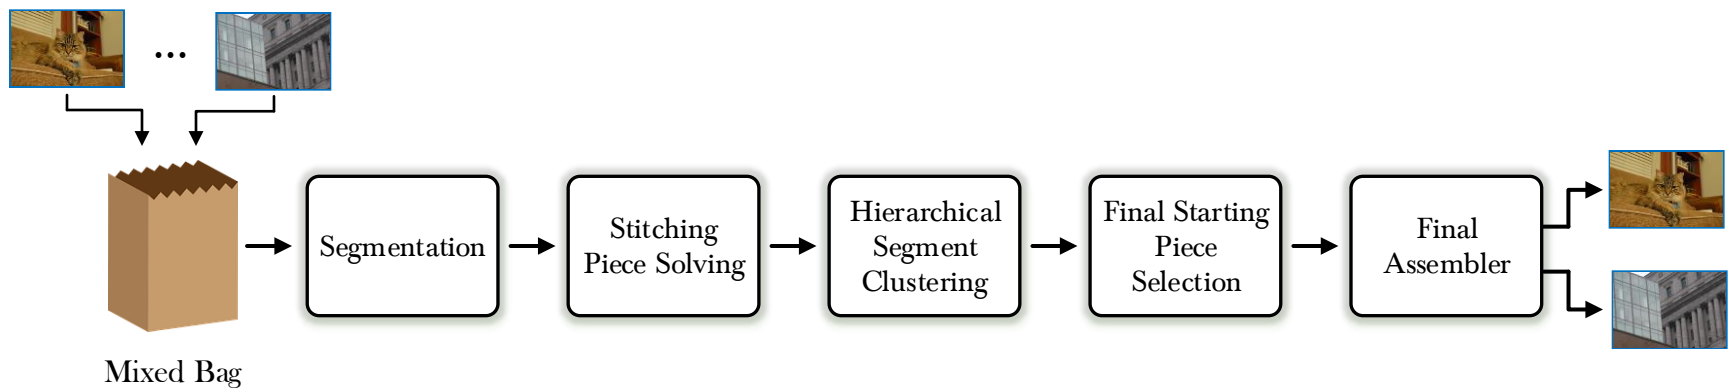 ...
Mixed Bag
Segmentation
Stitching
Piece Solving
Hierarchical
Segment
Clustering
Final Starting
Piece
Selection
Final
Assembler